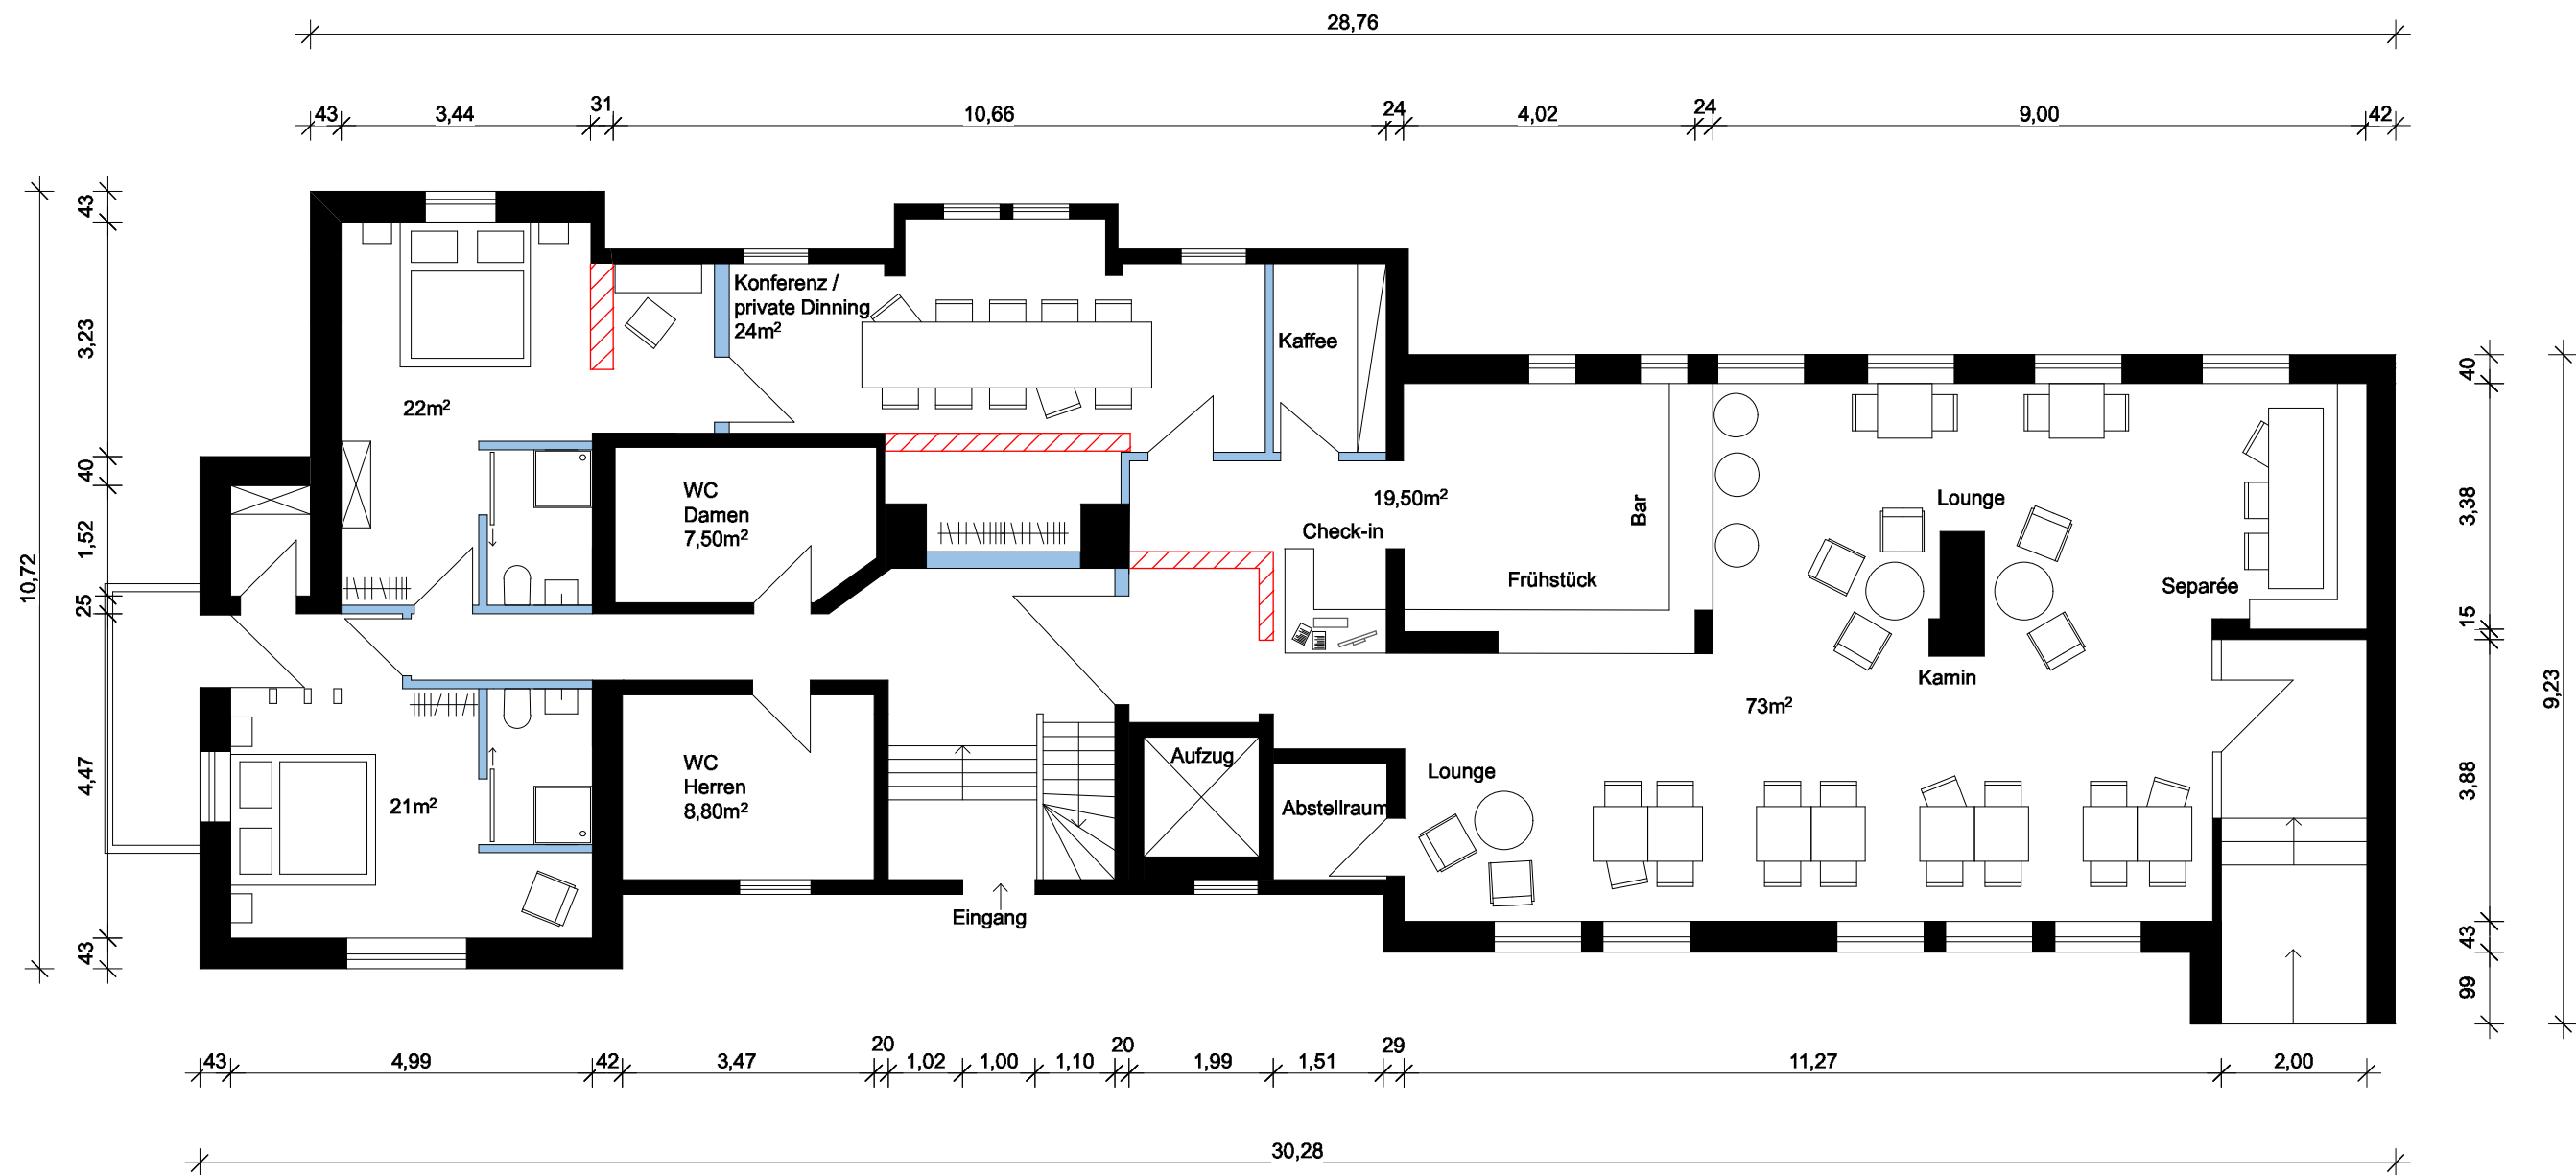 28,76
43
3,44
31
10,66
24
4,02
24
9,00
42
10,72
43
3,23
40
1,52
25
4,47
43
Konferenz /
private Dinning
24m²
Kaffee
22m²
WC
Damen
7,50m²
19,50m²
Check-in
Bar
Frühstück
Lounge
Separée
Kamin
73m²
21m²
WC
Herren
8,80m²
Aufzug
Abstellraum
Lounge
Eingang
40
3,38
15
3,88
43
99
9,23
43
4,99
42
3,47
20
1,02
1,00
1,10
20
1,99
1,51
29
11,27
2,00
30,28